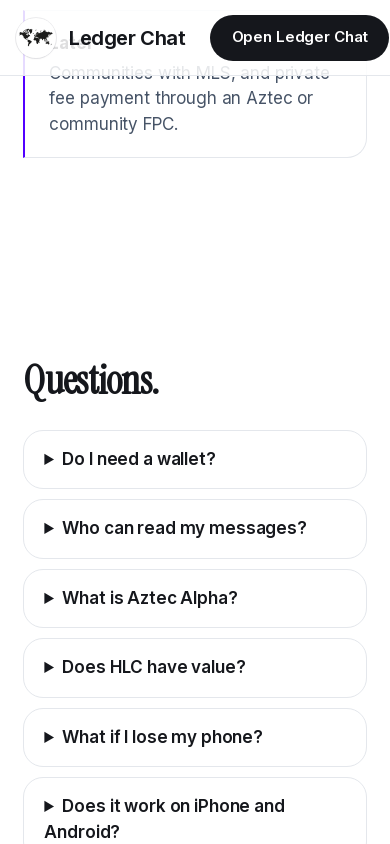 Later
Ledger Chat
Open Ledger Chat
Communities with MLS, and private
fee payment through an Aztec or
community FPC.
Questions.
▶ Do I need a wallet?
▶ Who can read my messages?
▶ What is Aztec Alpha?
▶ Does HLC have value?
▶ What if I lose my phone?
▶ Does it work on iPhone and
Android?